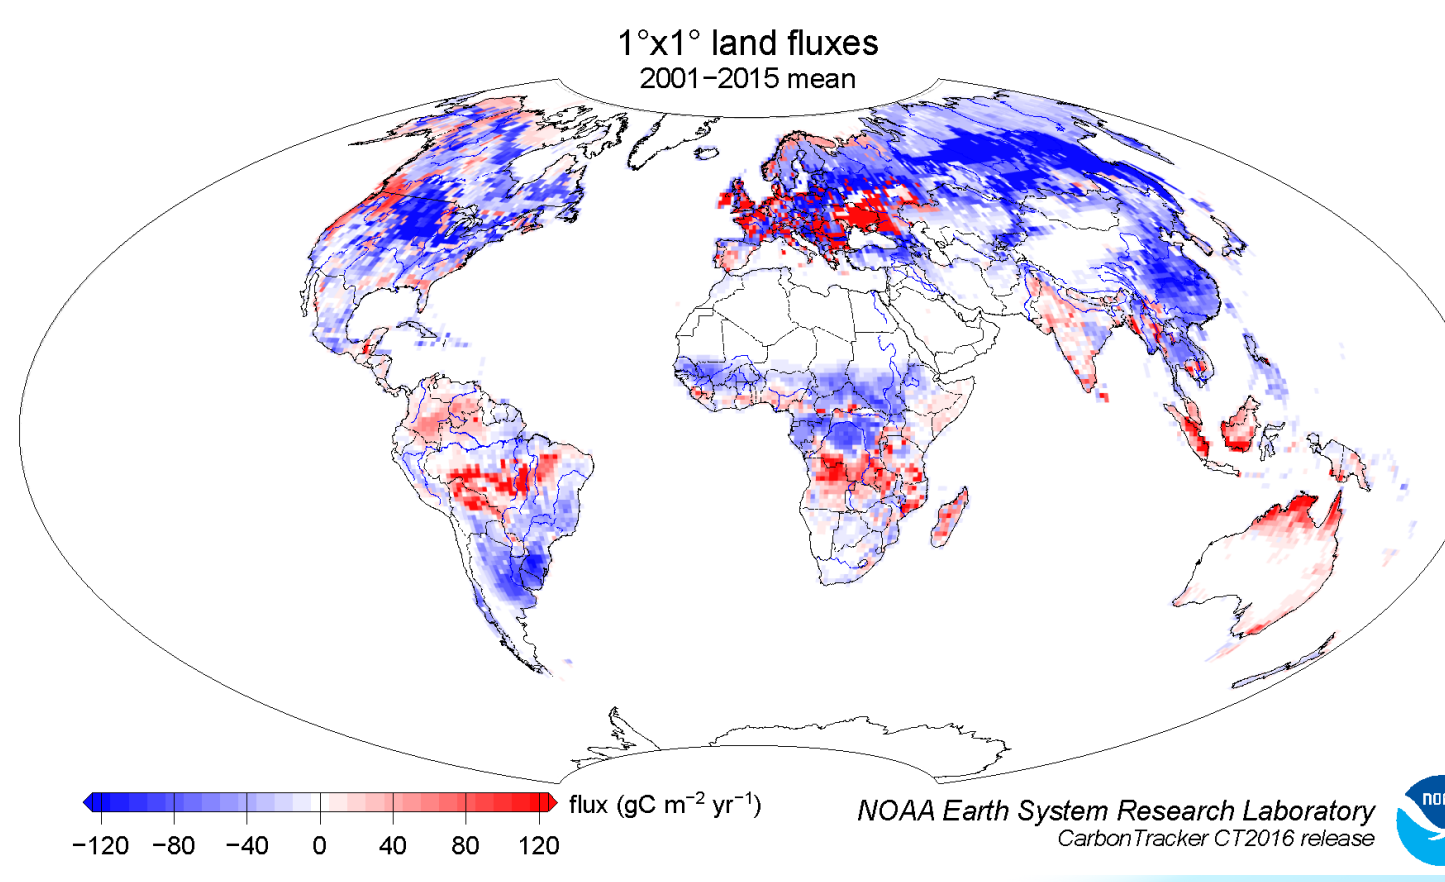 1°x1° land fluxes
2001−2015 mean
flux (gC m⁻² yr⁻¹)
−120 −80 −40 0 40 80 120
NOAA Earth System Research Laboratory
CarbonTracker CT2016 release